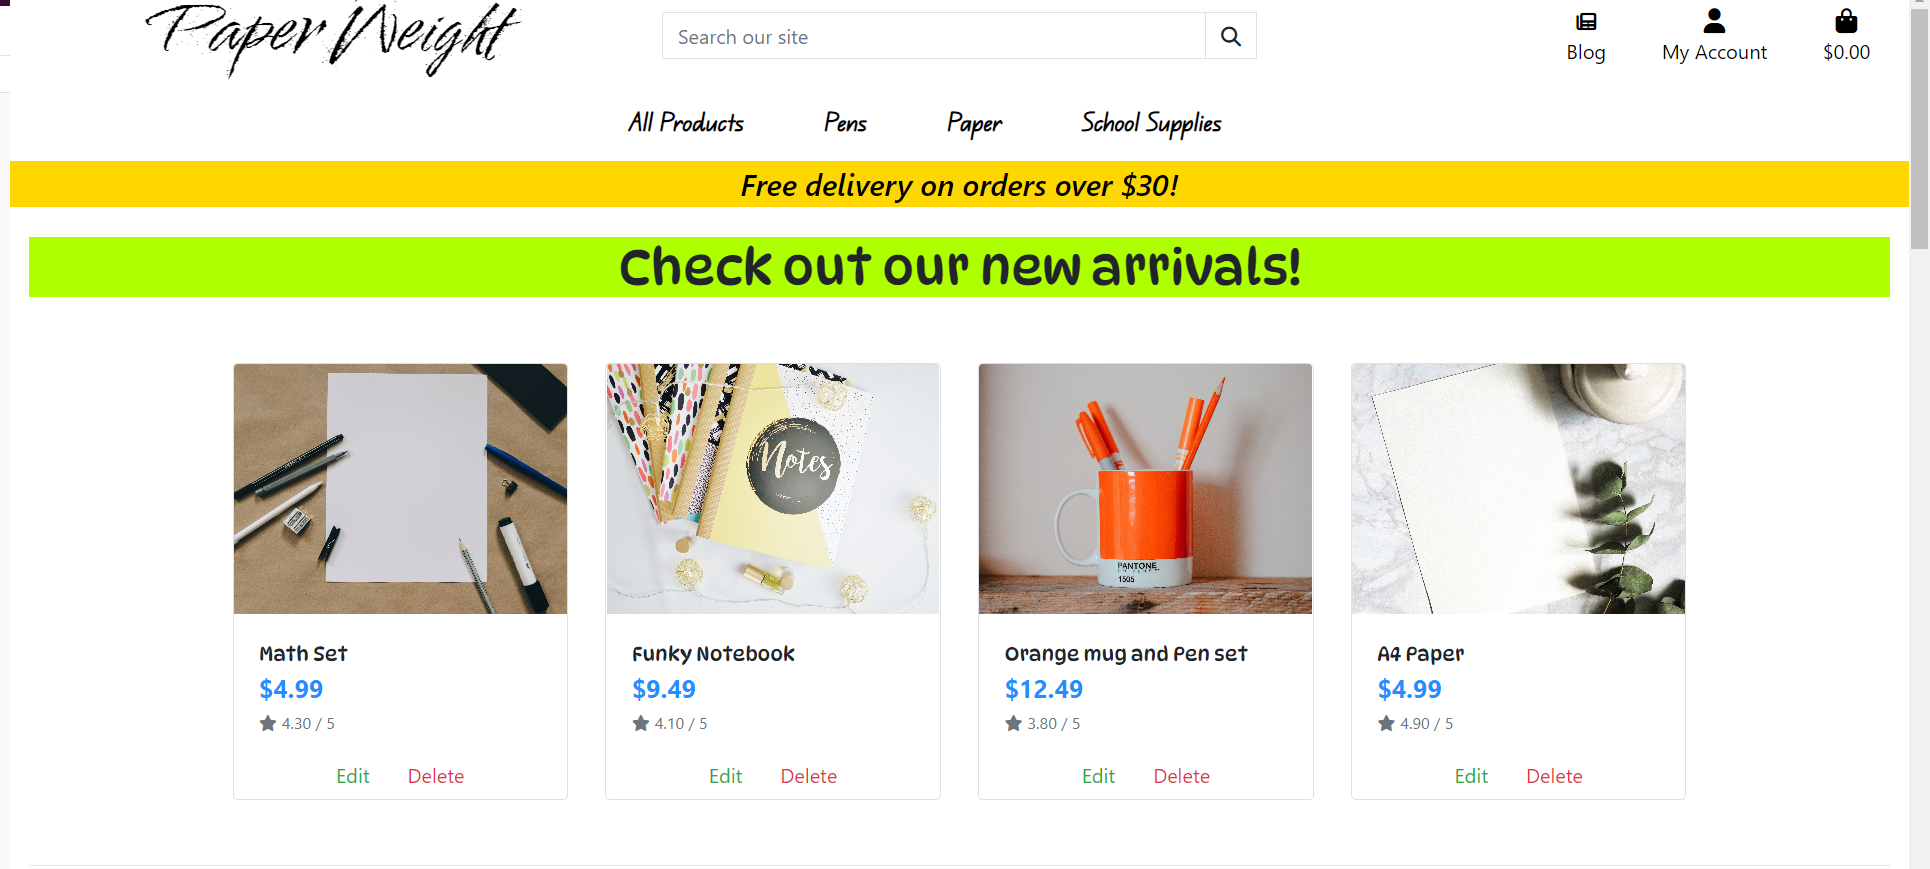 Paper Weight
Search our site
Blog
My Account
$0.00
All Products
Pens
Paper
School Supplies
Free delivery on orders over $30!
Check out our new arrivals!
Notes
PANTONE
1505
Math Set
$4.99
4.30 / 5
Edit Delete
Funky Notebook
$9.49
4.10 / 5
Edit Delete
Orange mug and Pen set
$12.49
3.80 / 5
Edit Delete
A4 Paper
$4.99
4.90 / 5
Edit Delete